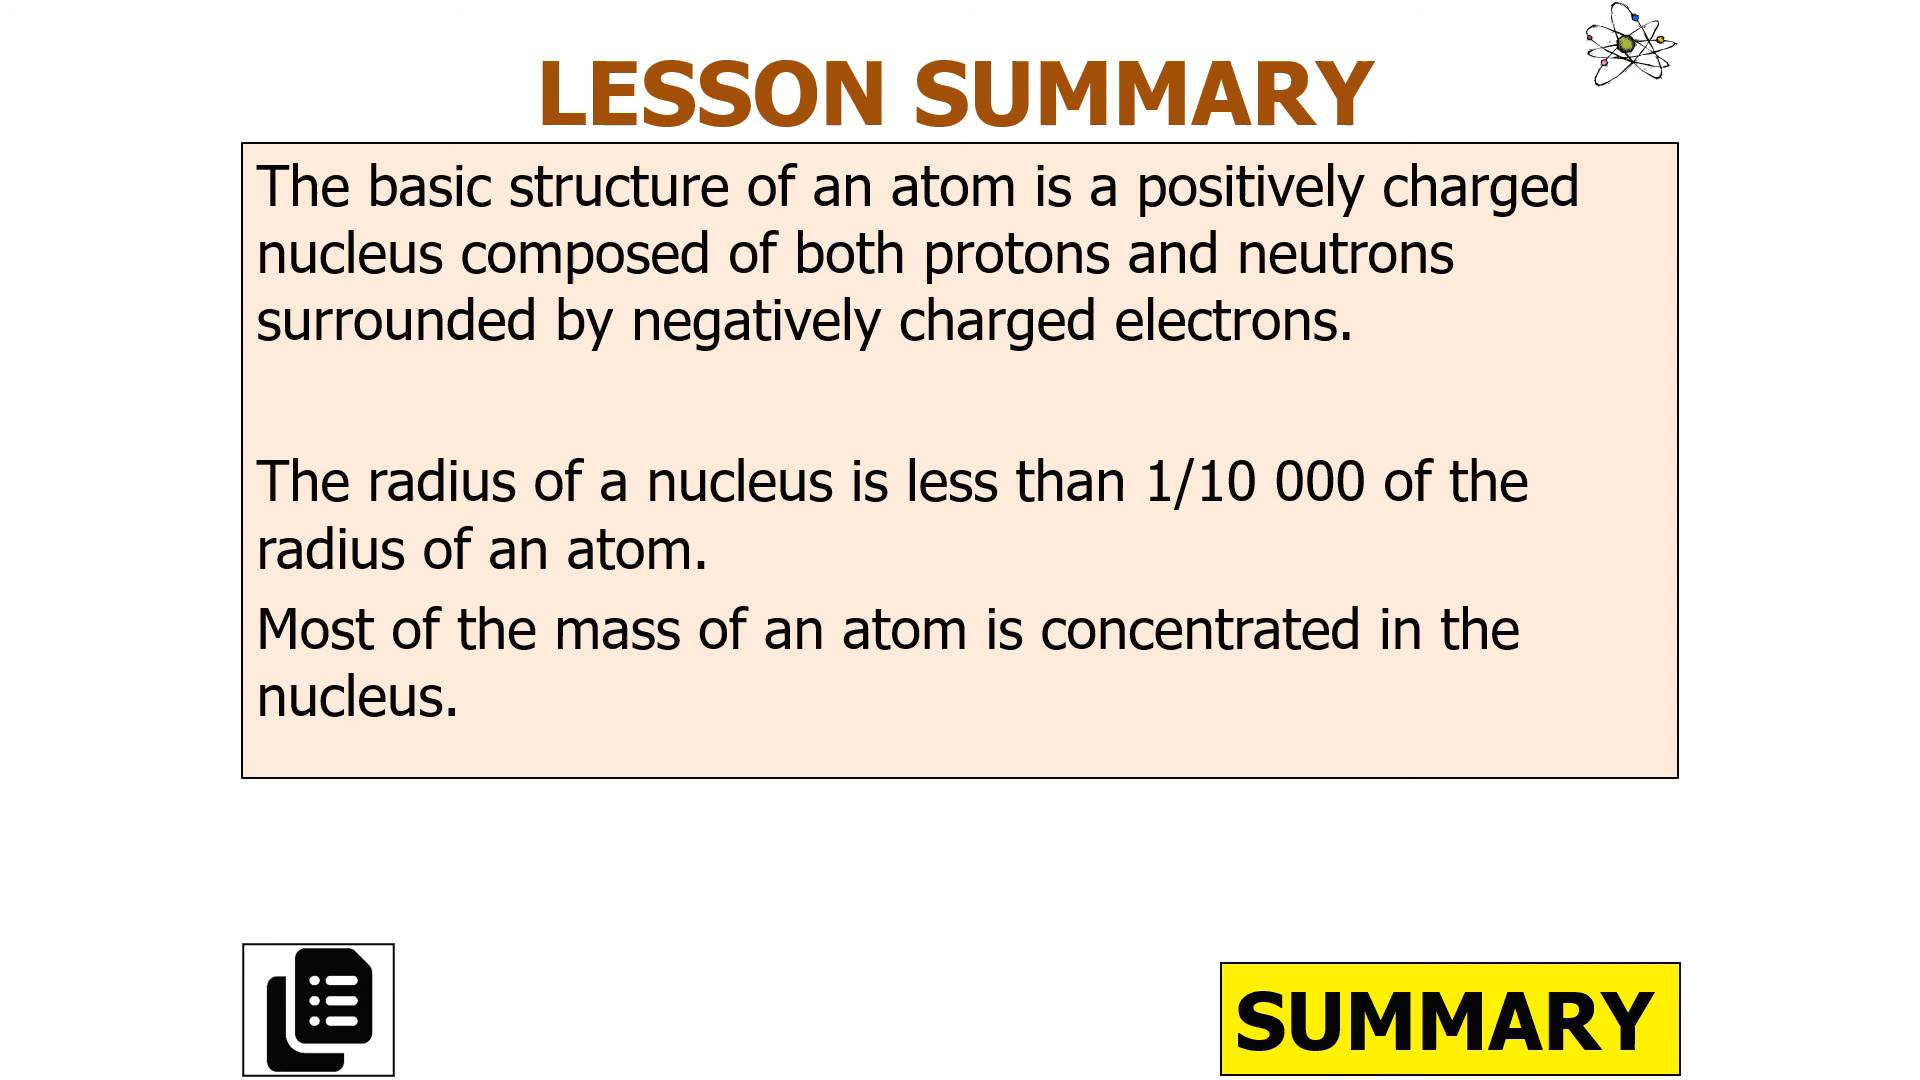 LESSON SUMMARY
The basic structure of an atom is a positively charged
nucleus composed of both protons and neutrons
surrounded by negatively charged electrons.
The radius of a nucleus is less than 1/10 000 of the
radius of an atom.
Most of the mass of an atom is concentrated in the
nucleus.
SUMMARY